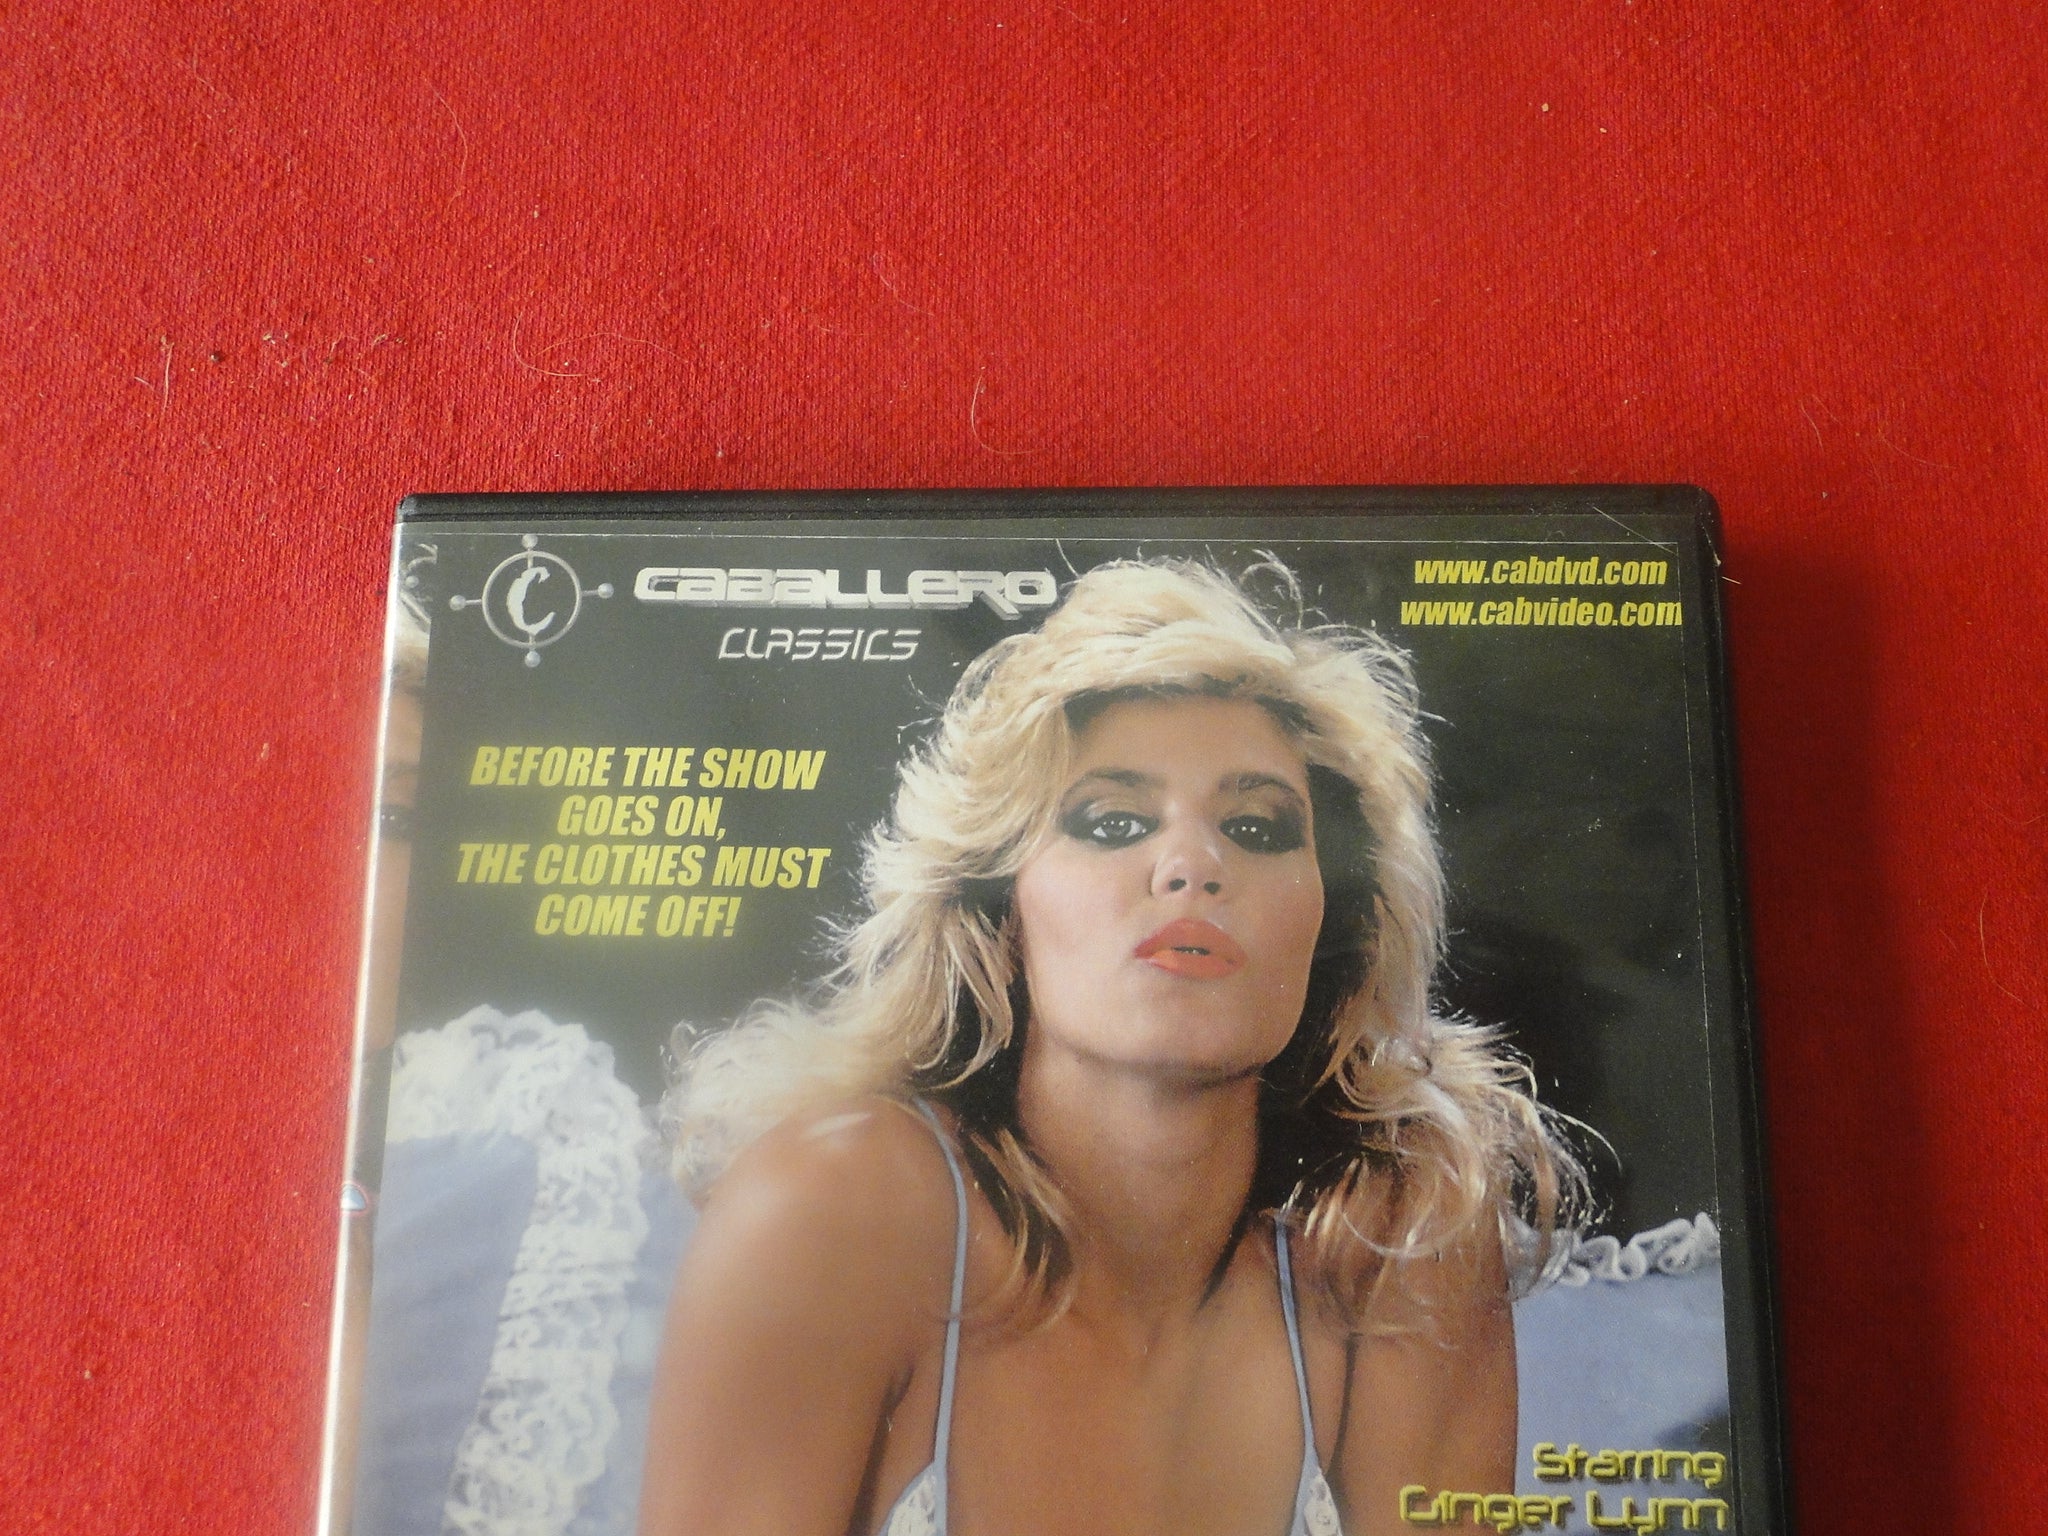 C
CABALLERO
CLASSICS
www.cabdvd.com
www.cabvideo.com
BEFORE THE SHOW
GOES ON,
THE CLOTHES MUST
COME OFF!
Starring
Ginger Lynn